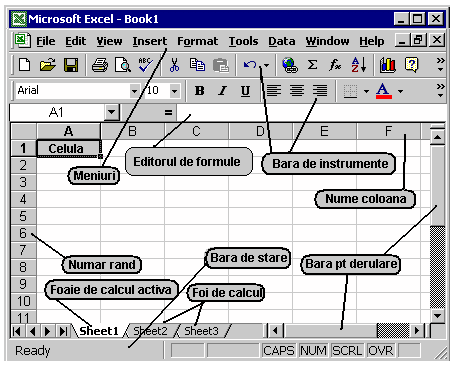 Microsoft Excel - Book1
File Edit View Insert Format Tools Data Window Help
ABC Σ fx A Z
Arial 10 B I U A
A1 =
A B C D E F
1 Celula
2 Editorul de formule Bara de instrumente
3 Meniuri
4 Nume coloana
5
6
7 Bara de stare
8 Numar rand Bara pt derulare
9 Foaie de calcul activa Foi de calcul
10
11
Sheet1 Sheet2 Sheet3
Ready CAPS NUM SCRL OVR